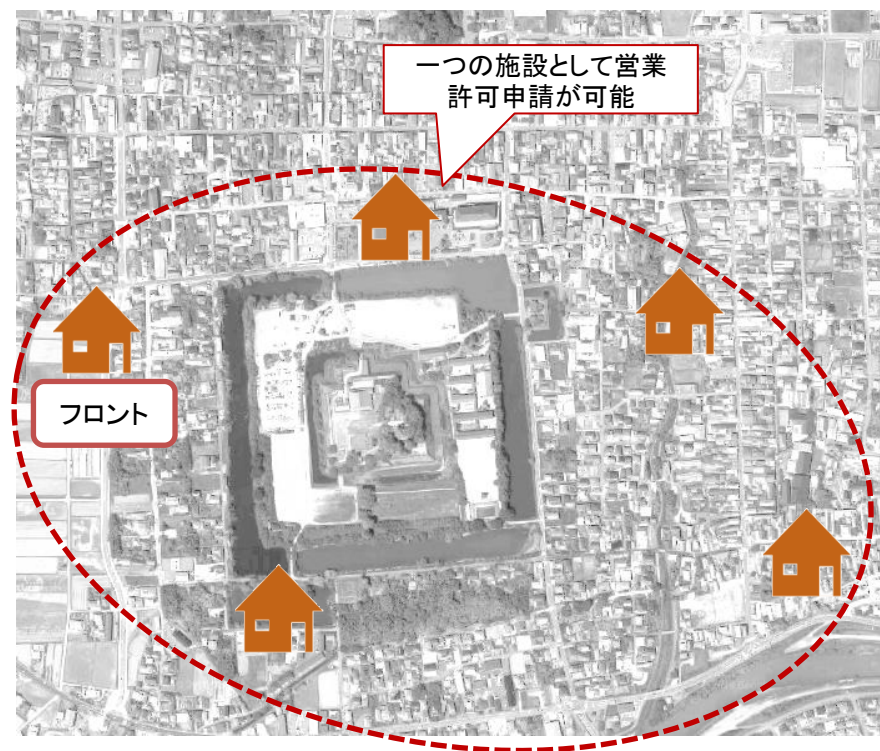 一つの施設として営業
許可申請が可能
フロント